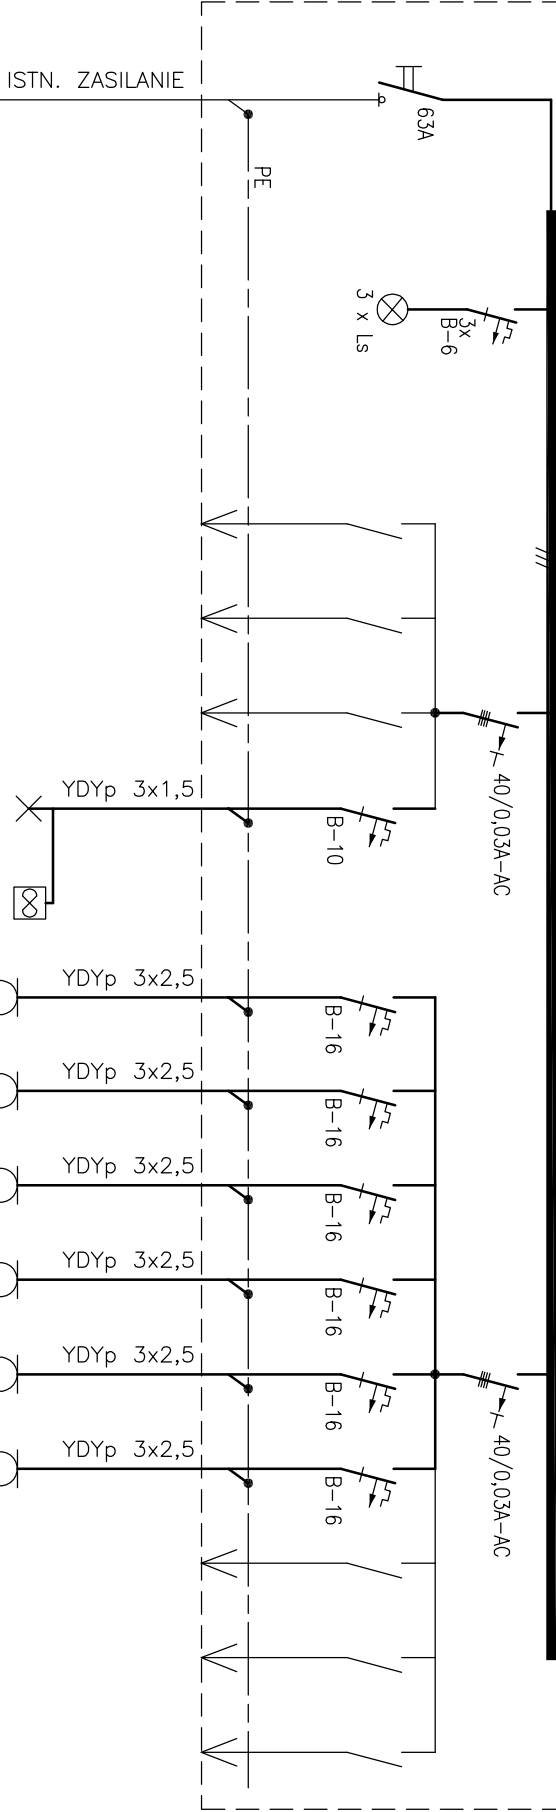 ISTN. ZASILANIE
63A
PE
3 x Ls
3x
B-6
40/0,03A-AC
YDYp 3x1,5
B-10
YDYp 3x2,5
B-16
YDYp 3x2,5
B-16
YDYp 3x2,5
B-16
YDYp 3x2,5
B-16
YDYp 3x2,5
B-16
40/0,03A-AC
YDYp 3x2,5
B-16